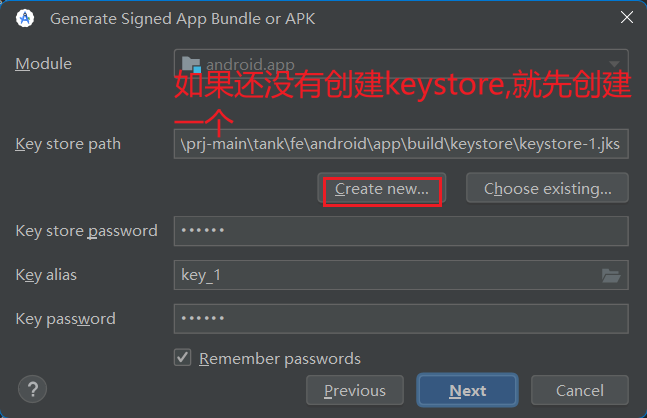 Generate Signed App Bundle or APK
Module
android.app
如果还没有创建keystore,就先创建
一个
Key store path
\prj-main\tank\fe\android\app\build\keystore\keystore-1.jks
Create new...
Choose existing...
Key store password
••••••
Key alias
key_1
Key password
••••••
Remember passwords
?
Previous
Next
Cancel